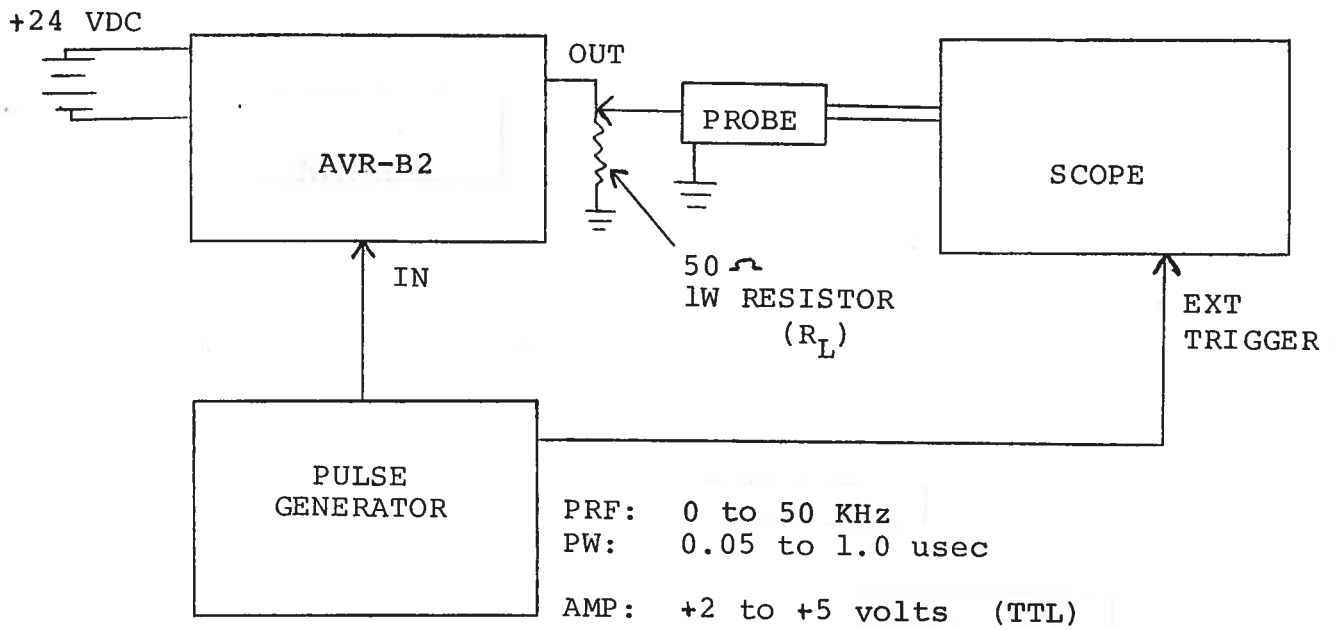 +24 VDC
OUT
AVR-B2
PROBE
SCOPE
IN
50 Ω
1W RESISTOR
(R_L)
EXT
TRIGGER
PULSE
GENERATOR
PRF: 0 to 50 KHz
PW: 0.05 to 1.0 usec
AMP: +2 to +5 volts (TTL)